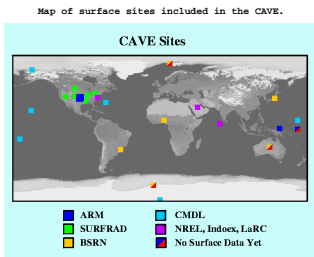 Map of surface sites included in the CAVE.
CAVE Sites
ARM
CMDL
SURFRAD
NREL, Indoex, LaRC
BSRN
No Surface Data Yet